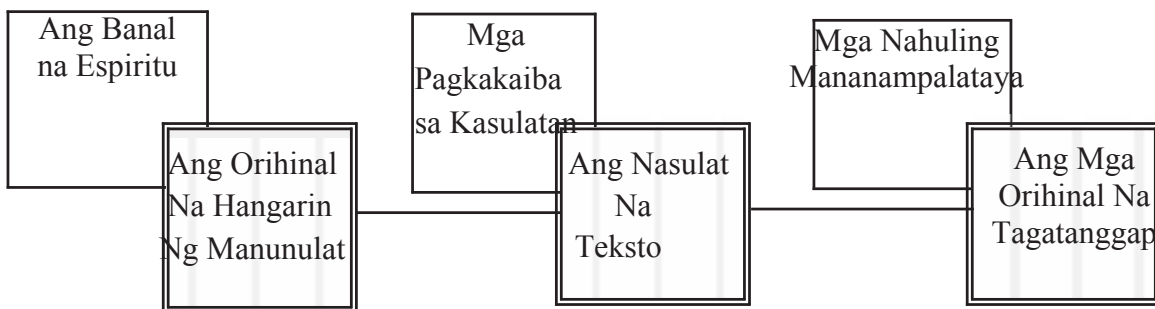 Ang Banal
na Espiritu
Ang Orihinal
Na Hangarin
Ng Manunulat
Mga
Pagkakaiba
sa Kasulatan
Ang Nasulat
Na
Teksto
Mga Nahuling
Mananampalataya
Ang Mga
Orihinal Na
Tagatanggap